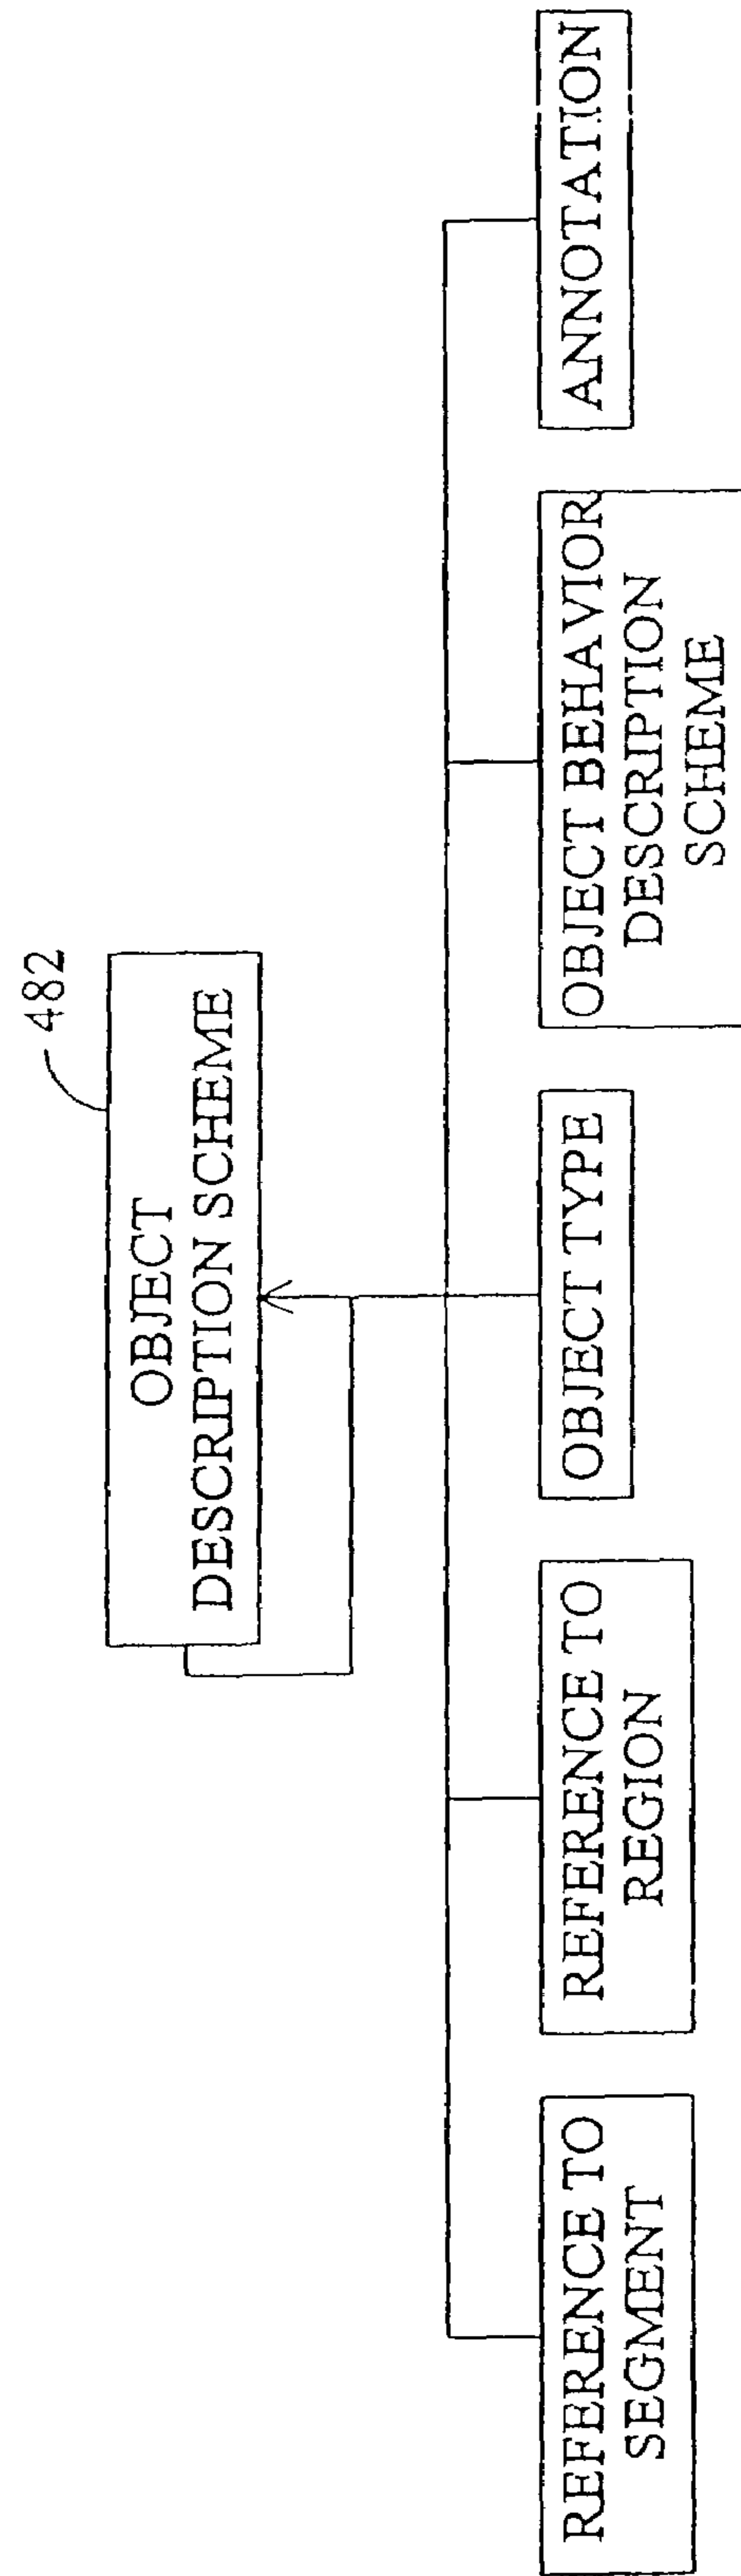 482
OBJECT
DESCRIPTION SCHEME
REFERENCE TO
SEGMENT
REFERENCE TO
REGION
OBJECT TYPE
OBJECT BEHAVIOR
DESCRIPTION
SCHEME
ANNOTATION